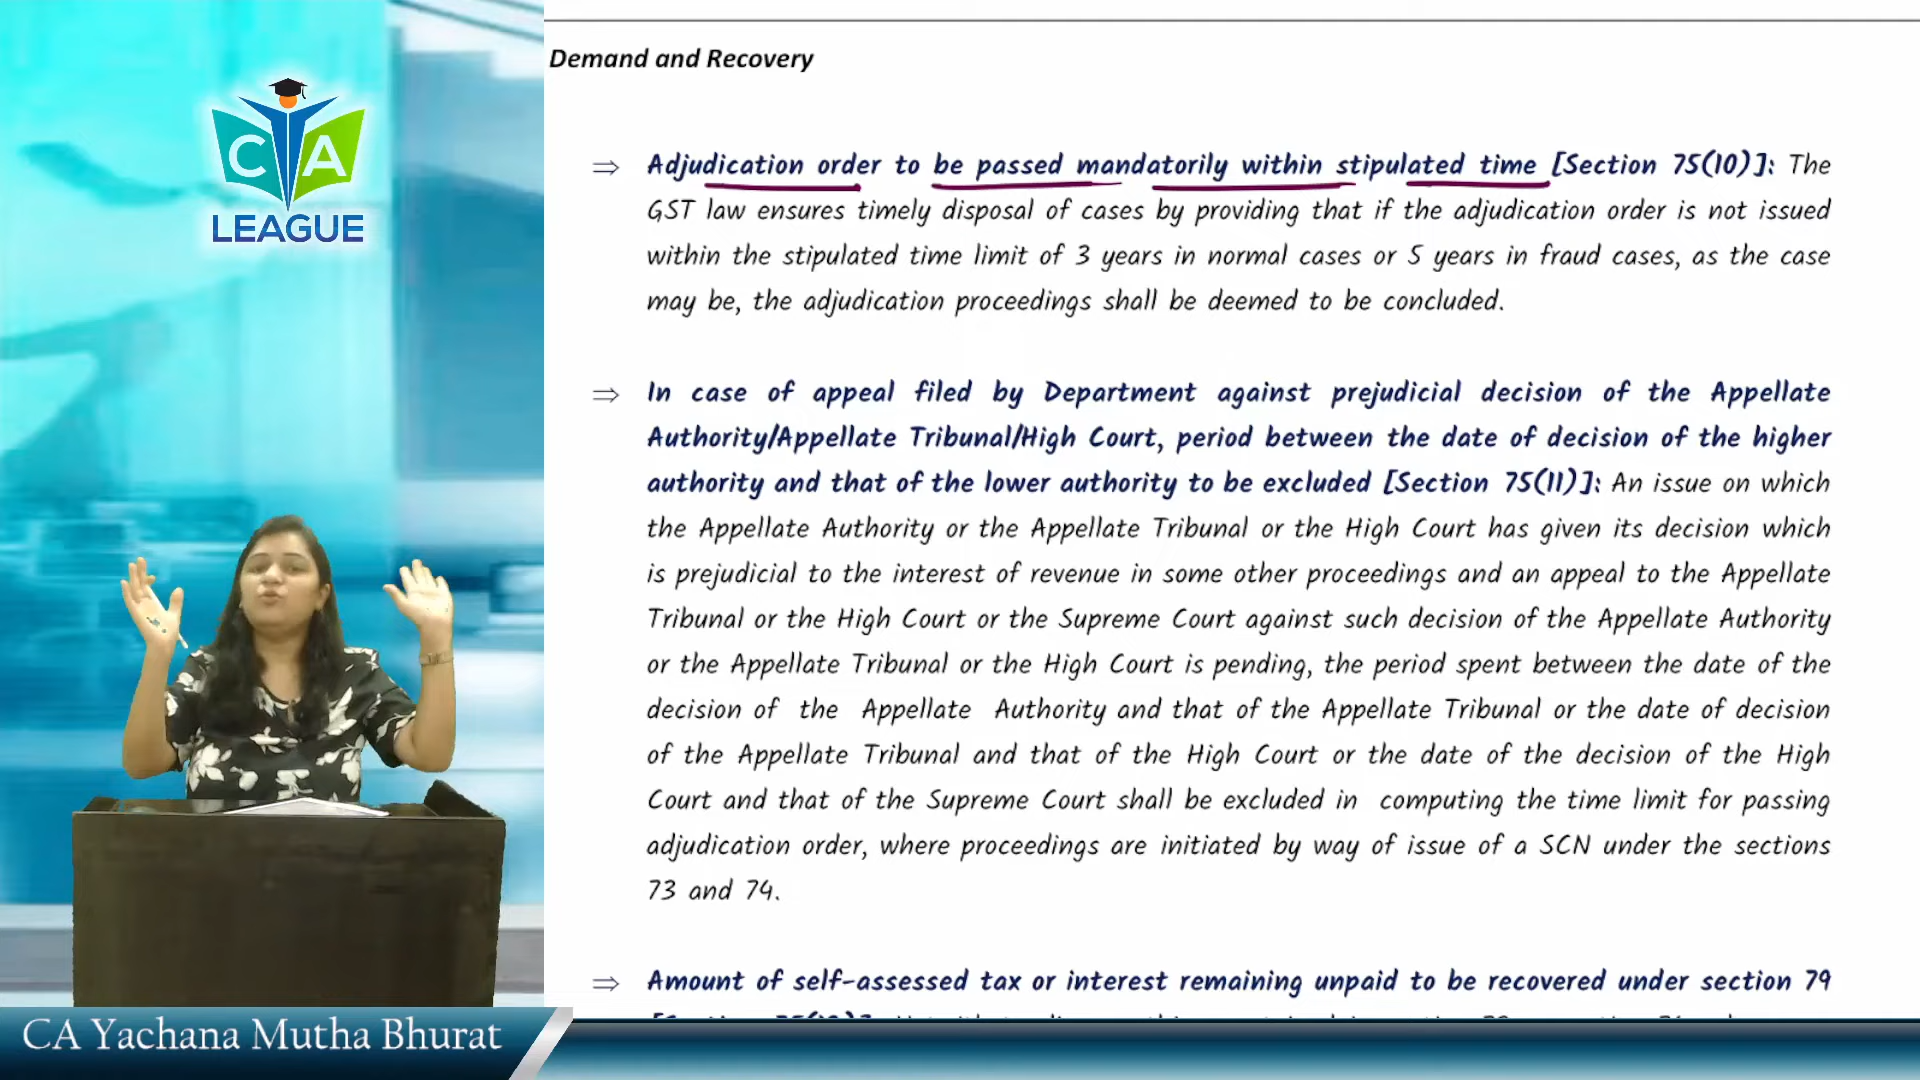 Demand and Recovery
C A
LEAGUE
⇒ Adjudication order to be passed mandatorily within stipulated time [Section 75(10)]: The
GST law ensures timely disposal of cases by providing that if the adjudication order is not issued
within the stipulated time limit of 3 years in normal cases or 5 years in fraud cases, as the case
may be, the adjudication proceedings shall be deemed to be concluded.
⇒ In case of appeal filed by Department against prejudicial decision of the Appellate
Authority/Appellate Tribunal/High Court, period between the date of decision of the higher
authority and that of the lower authority to be excluded [Section 75(11)]: An issue on which
the Appellate Authority or the Appellate Tribunal or the High Court has given its decision which
is prejudicial to the interest of revenue in some other proceedings and an appeal to the Appellate
Tribunal or the High Court or the Supreme Court against such decision of the Appellate Authority
or the Appellate Tribunal or the High Court is pending, the period spent between the date of the
decision of the Appellate Authority and that of the Appellate Tribunal or the date of decision
of the Appellate Tribunal and that of the High Court or the date of the decision of the High
Court and that of the Supreme Court shall be excluded in computing the time limit for passing
adjudication order, where proceedings are initiated by way of issue of a SCN under the sections
73 and 74.
⇒ Amount of self-assessed tax or interest remaining unpaid to be recovered under section 79
CA Yachana Mutha Bhurat